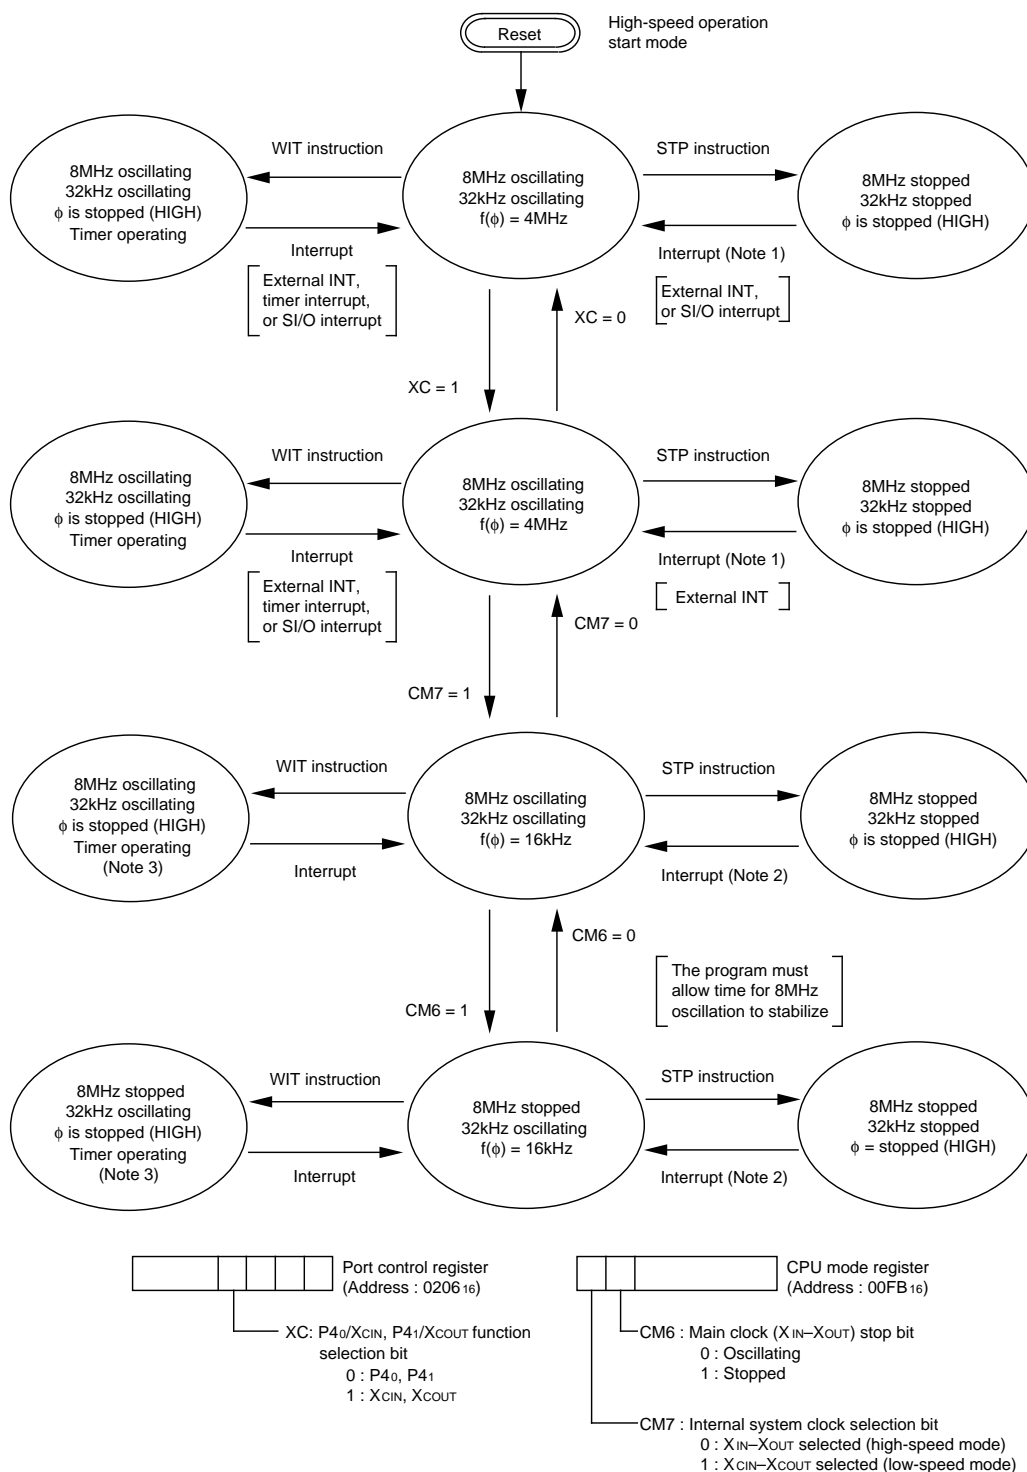 Reset
High-speed operation
start mode
8MHz oscillating
32kHz oscillating
ϕ is stopped (HIGH)
Timer operating
WIT instruction
Interrupt
External INT,
timer interrupt,
or SI/O interrupt
8MHz oscillating
32kHz oscillating
f(ϕ) = 4MHz
STP instruction
Interrupt (Note 1)
External INT,
or SI/O interrupt
8MHz stopped
32kHz stopped
ϕ is stopped (HIGH)
XC = 1
XC = 0
8MHz oscillating
32kHz oscillating
ϕ is stopped (HIGH)
Timer operating
WIT instruction
Interrupt
External INT,
timer interrupt,
or SI/O interrupt
8MHz oscillating
32kHz oscillating
f(ϕ) = 4MHz
STP instruction
Interrupt (Note 1)
External INT
8MHz stopped
32kHz stopped
ϕ is stopped (HIGH)
CM7 = 1
CM7 = 0
8MHz oscillating
32kHz oscillating
ϕ is stopped (HIGH)
Timer operating
(Note 3)
WIT instruction
Interrupt
8MHz oscillating
32kHz oscillating
f(ϕ) = 16kHz
STP instruction
Interrupt (Note 2)
8MHz stopped
32kHz stopped
ϕ is stopped (HIGH)
CM6 = 1
CM6 = 0
The program must
allow time for 8MHz
oscillation to stabilize
8MHz stopped
32kHz oscillating
ϕ is stopped (HIGH)
Timer operating
(Note 3)
WIT instruction
Interrupt
8MHz stopped
32kHz oscillating
f(ϕ) = 16kHz
STP instruction
Interrupt (Note 2)
8MHz stopped
32kHz stopped
ϕ = stopped (HIGH)
Port control register
(Address : 0206₁₆)
XC: P4₀/XCIN, P4₁/XCOUT function
selection bit
0 : P4₀, P4₁
1 : XCIN, XCOUT
CPU mode register
(Address : 00FB₁₆)
CM6 : Main clock (XIN–XOUT) stop bit
0 : Oscillating
1 : Stopped
CM7 : Internal system clock selection bit
0 : XIN–XOUT selected (high-speed mode)
1 : XCIN–XCOUT selected (low-speed mode)